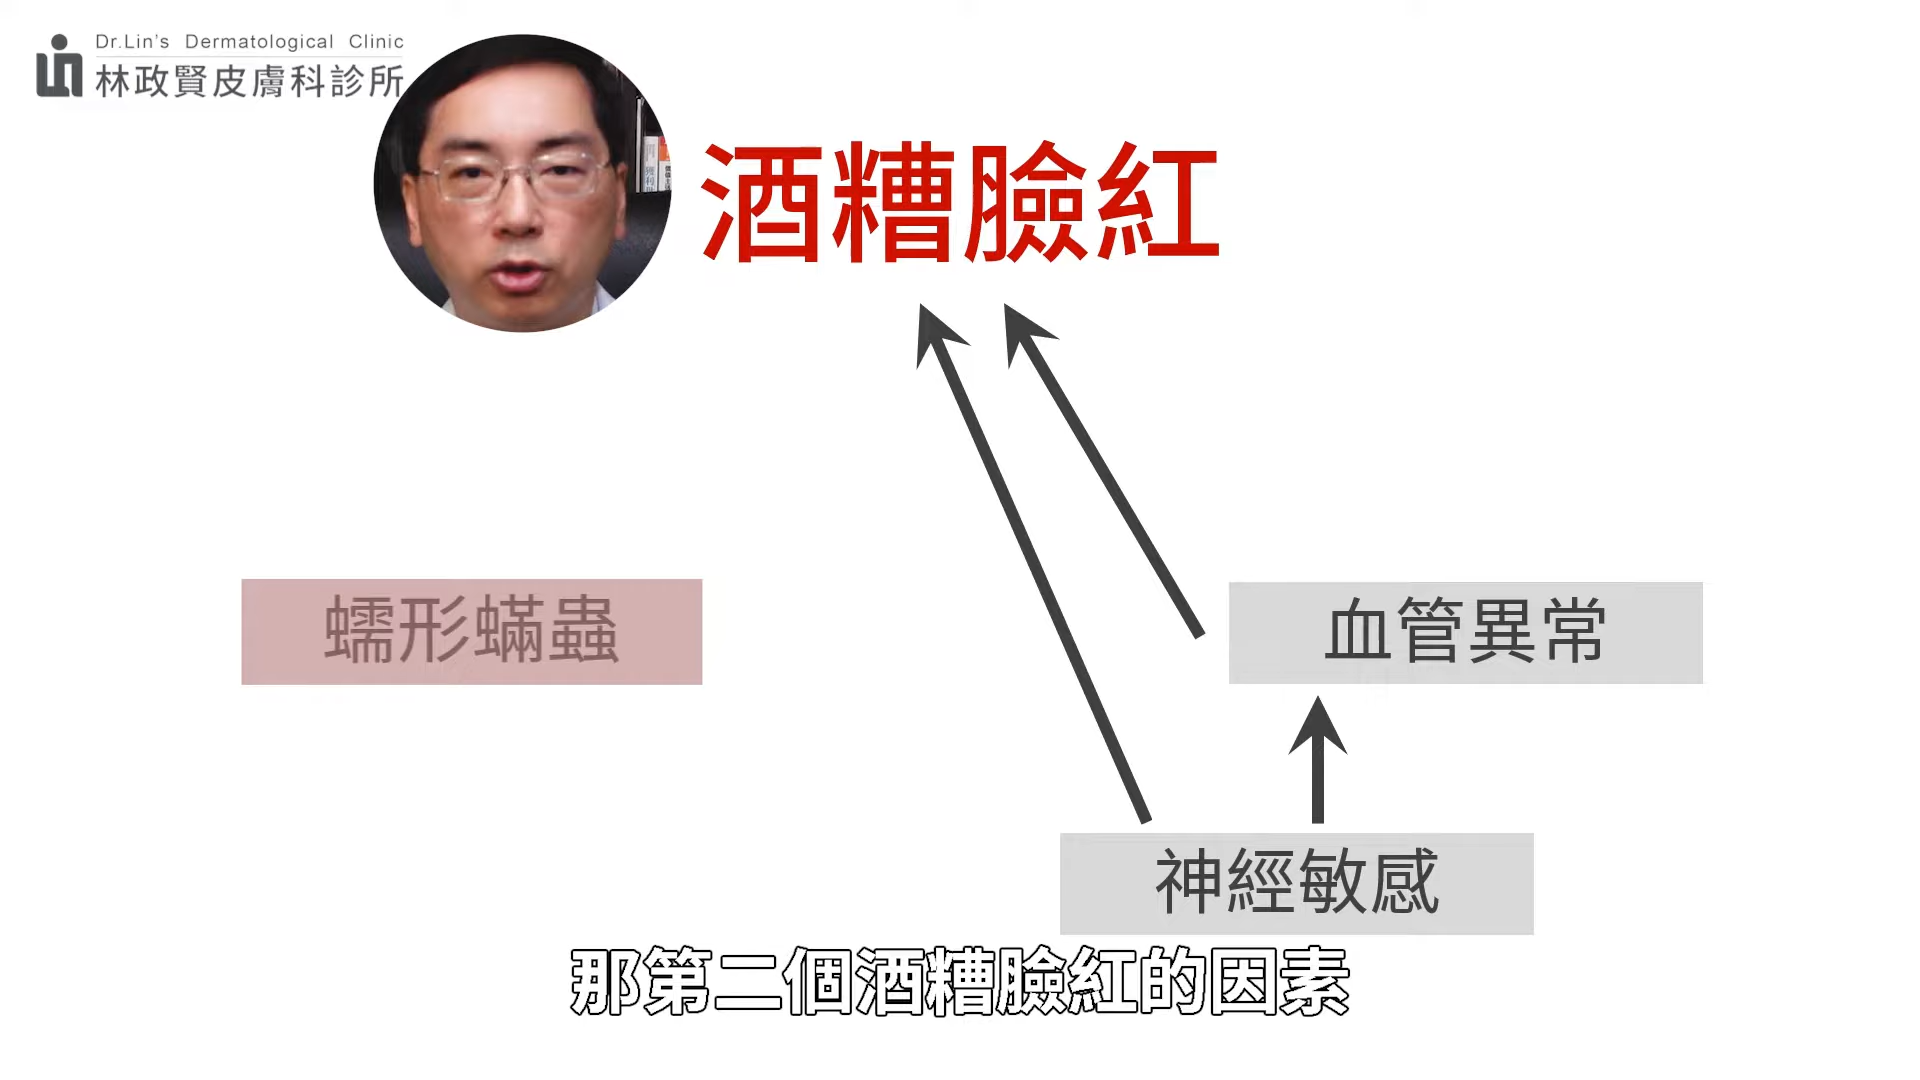 Dr.Lin's Dermatological Clinic
林政賢皮膚科診所
酒糟臉紅
蠕形蟎蟲
血管異常
神經敏感
那第二個酒糟臉紅的因素